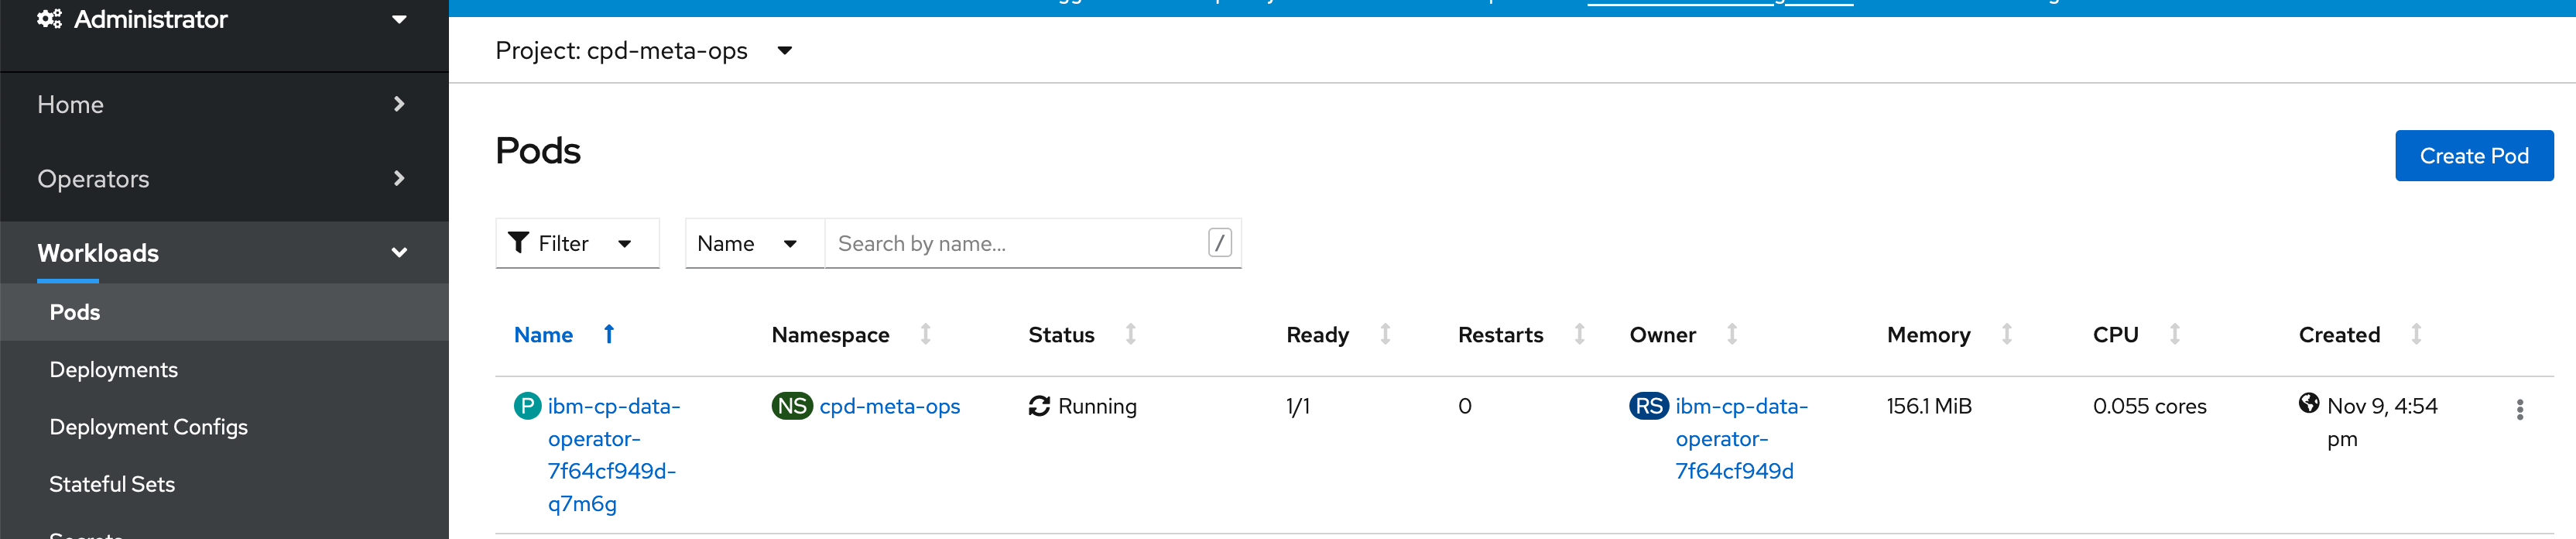 Administrator
Home
Operators
Workloads
Pods
Deployments
Deployment Configs
Stateful Sets
Secrets
Project: cpd-meta-ops
Pods
Create Pod
Filter
Name
Search by name...
/
Name Namespace Status Ready Restarts Owner Memory CPU Created
P ibm-cp-data- NS cpd-meta-ops Running 1/1 0 RS ibm-cp-data- 156.1 MiB 0.055 cores Nov 9, 4:54
operator- operator- pm
7f64cf949d- 7f64cf949d
q7m6g